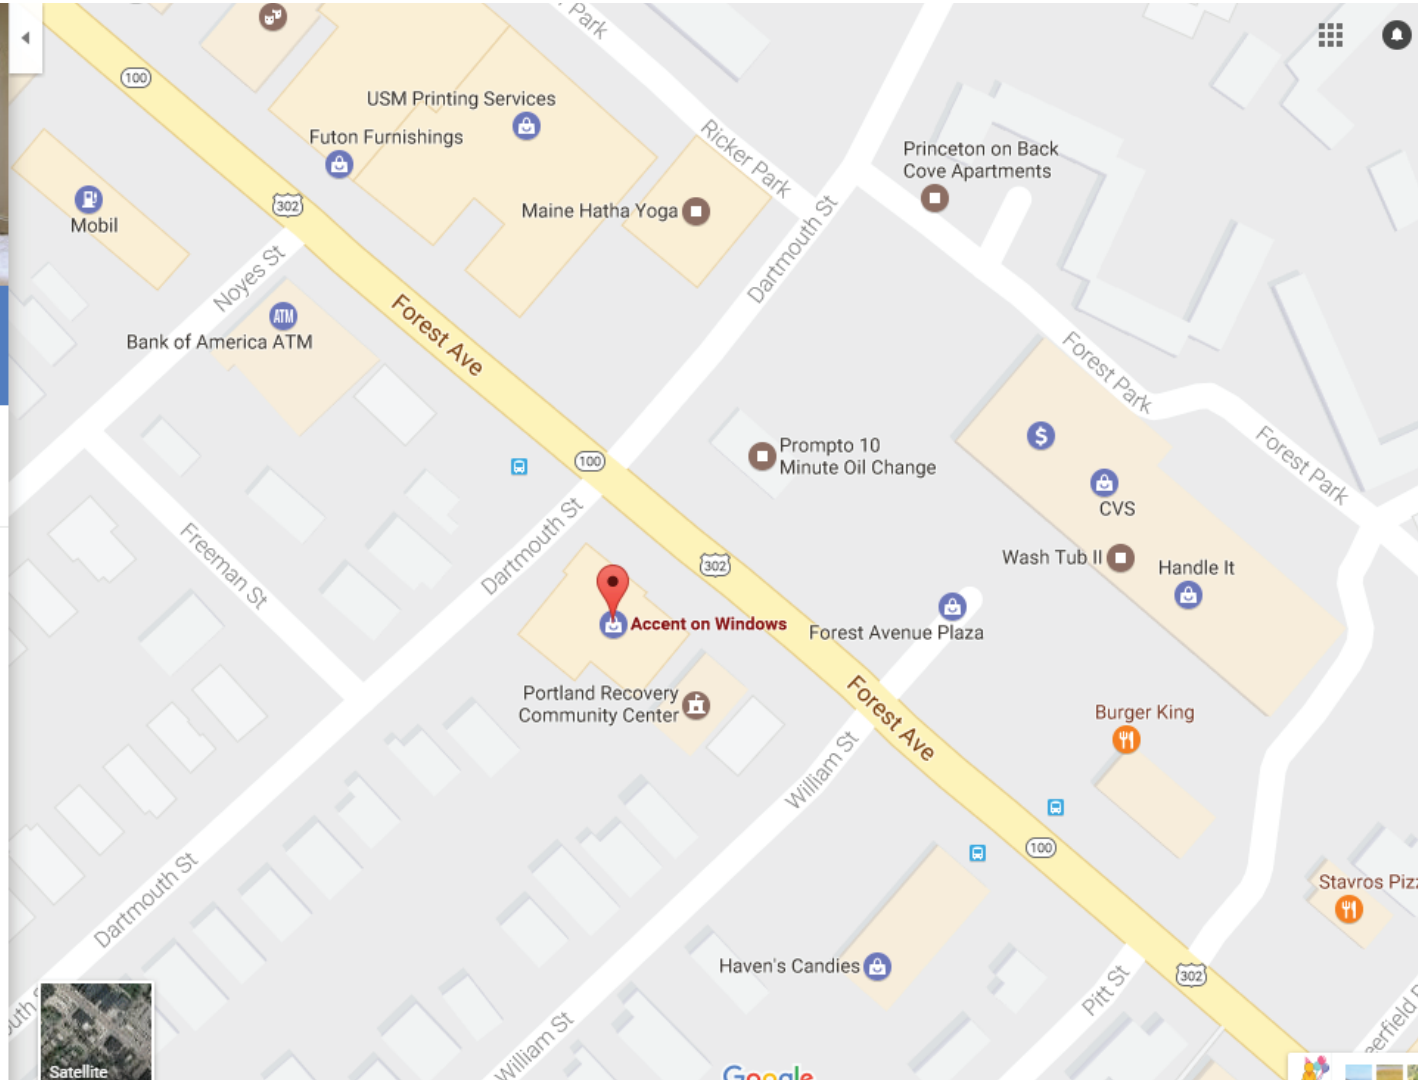 Park
100
USM Printing Services
Futon Furnishings
Ricker Park
Princeton on Back
Cove Apartments
302
Mobil
Maine Hatha Yoga
Dartmouth St
Noyes St
ATM
Bank of America ATM
Forest Ave
Forest Park
$
Prompto 10
Minute Oil Change
100
Forest Park
CVS
Dartmouth St
Freeman St
302
Wash Tub II
Handle It
Accent on Windows
Forest Avenue Plaza
Portland Recovery
Community Center
Forest Ave
Burger King
William St
100
Dartmouth St
Stavros Piz
Haven's Candies
302
Pitt St
outh
William St
eerfield
Satellite
Google